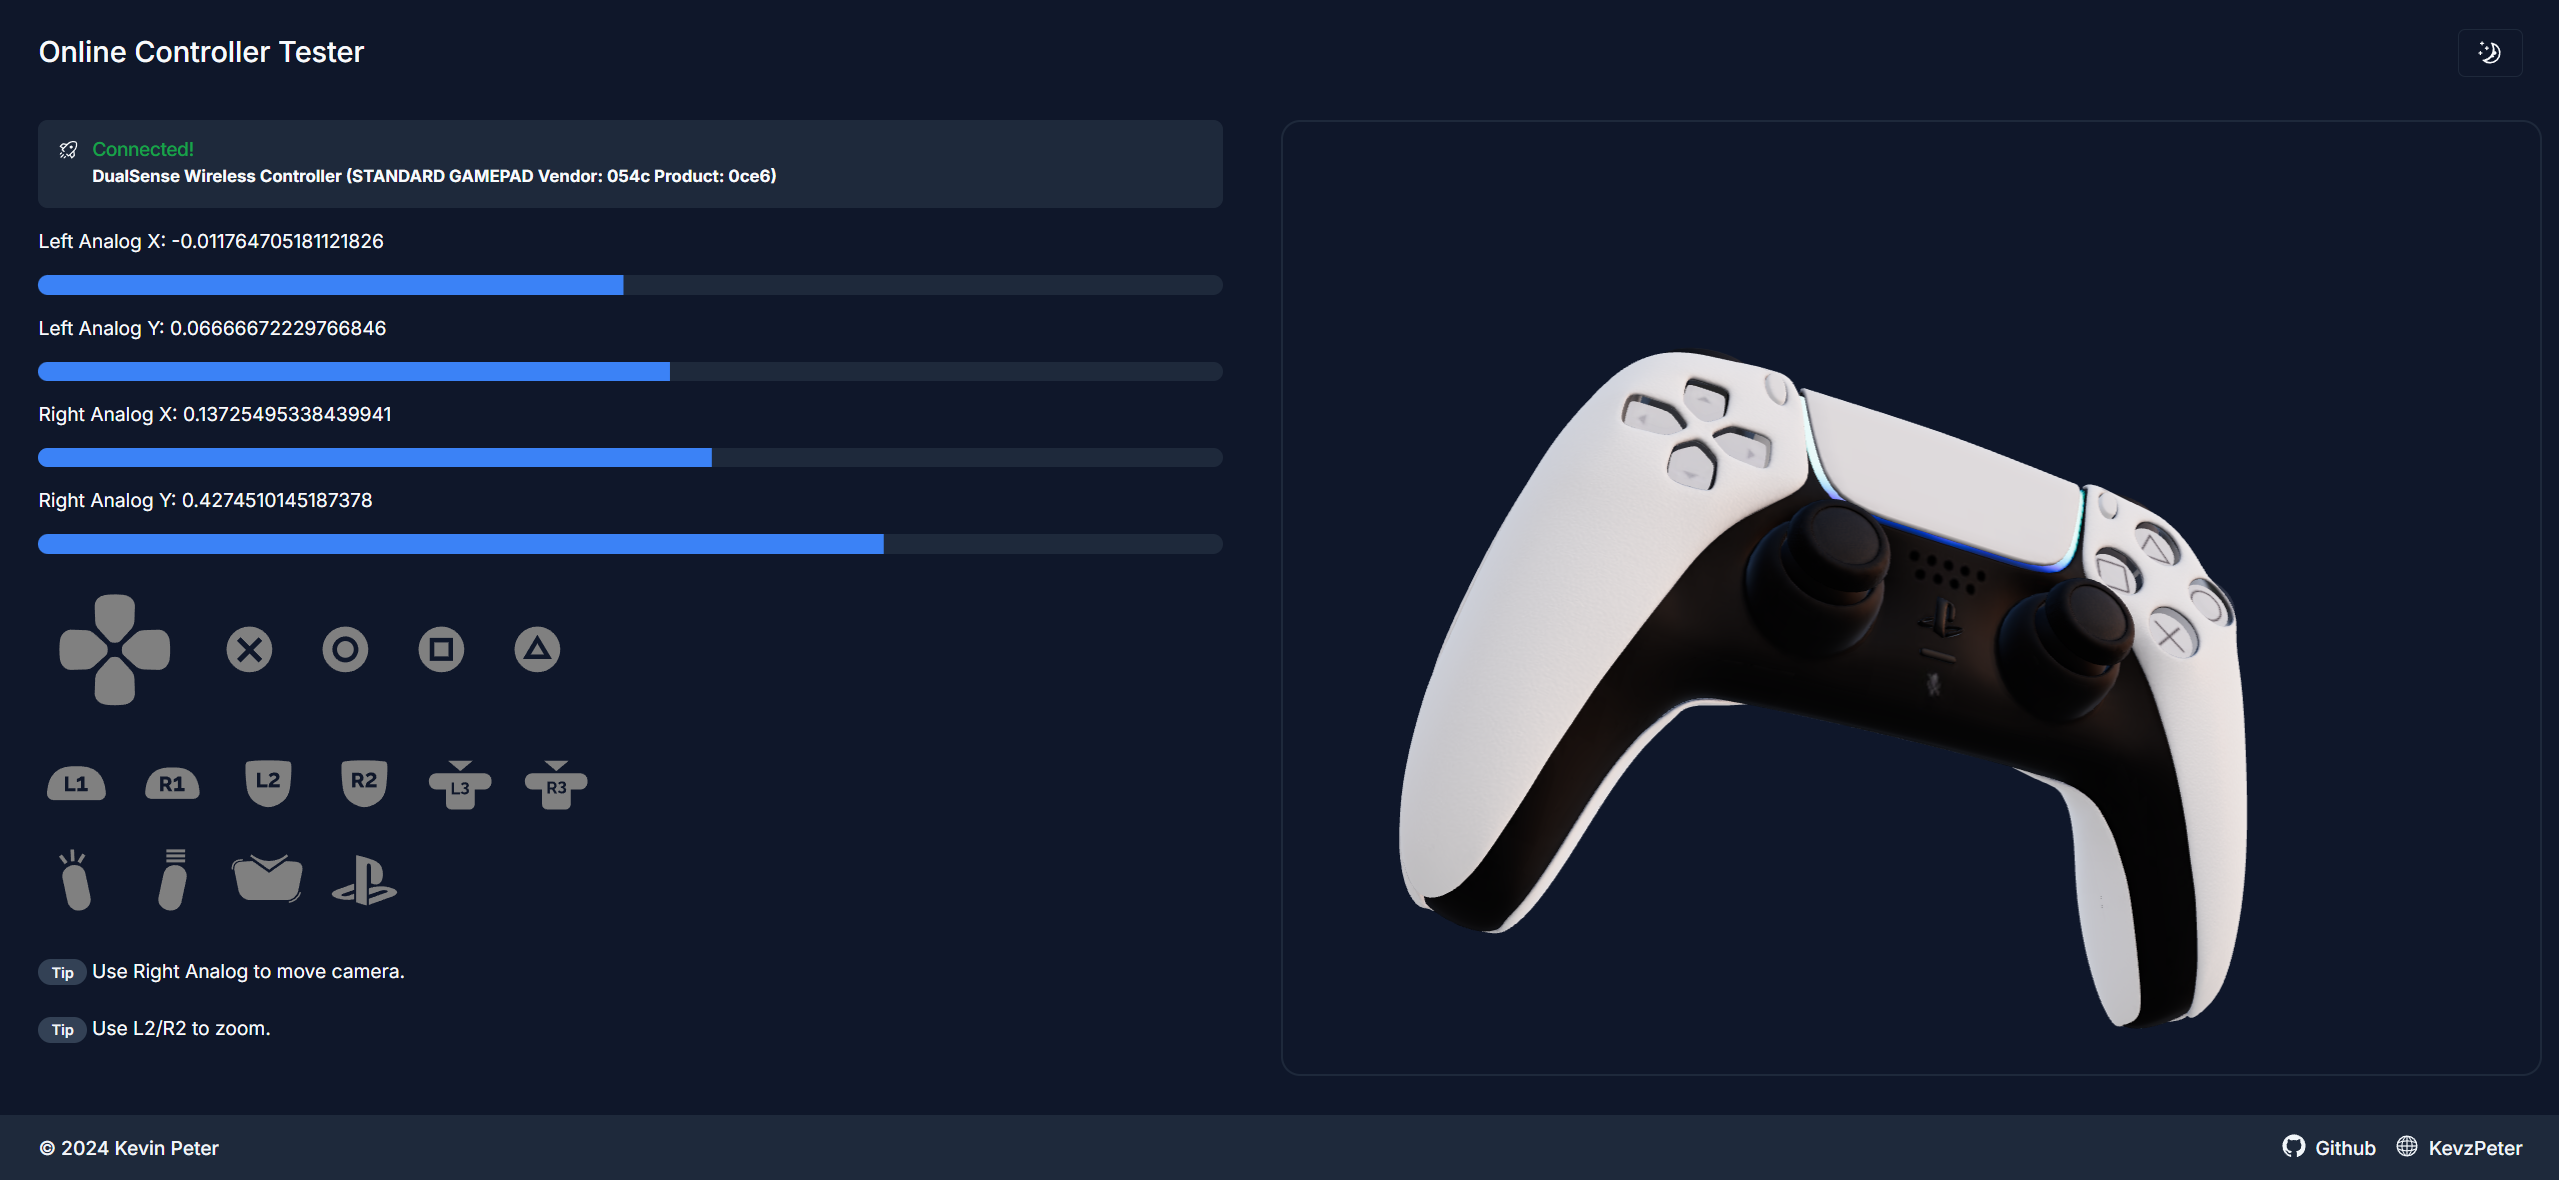 Online Controller Tester
Connected!
DualSense Wireless Controller (STANDARD GAMEPAD Vendor: 054c Product: 0ce6)
Left Analog X: -0.011764705181121826
Left Analog Y: 0.06666672229766846
Right Analog X: 0.13725495338439941
Right Analog Y: 0.4274510145187378
L1 R1 L2 R2 L3 R3
Tip Use Right Analog to move camera.
Tip Use L2/R2 to zoom.
© 2024 Kevin Peter
Github KevzPeter